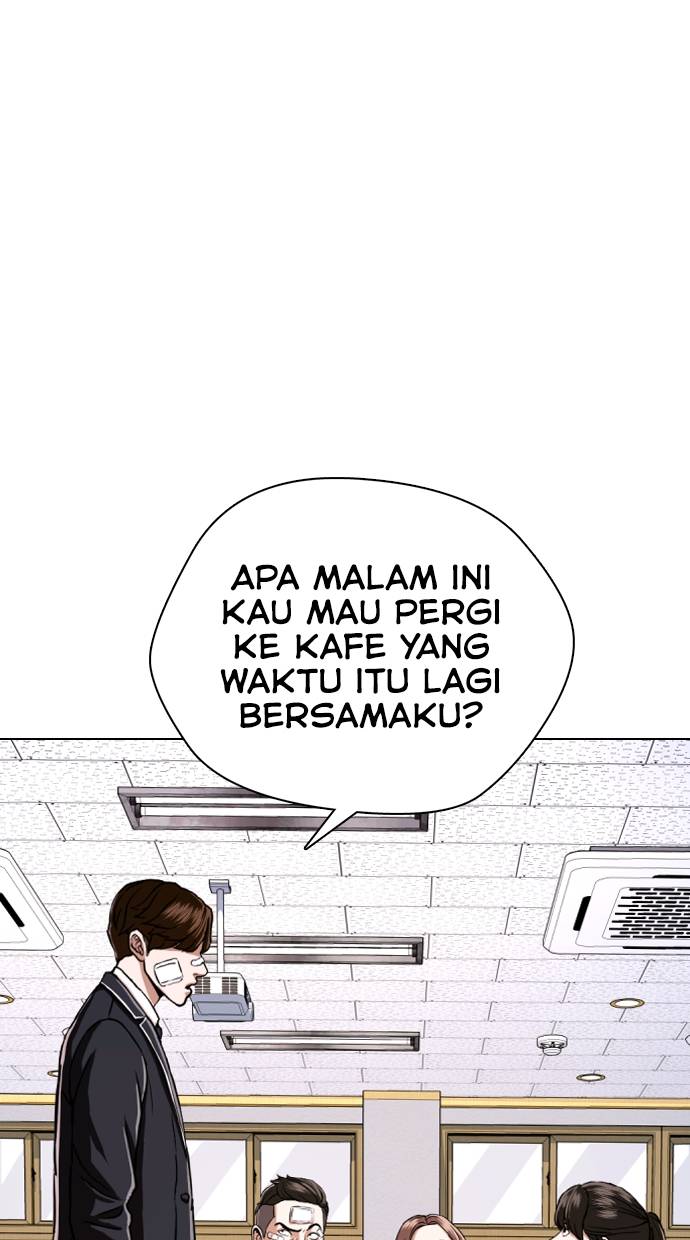 APA MALAM INI
KAU MAU PERGI
KE KAFE YANG
WAKTU ITU LAGI
BERSAMAKU?